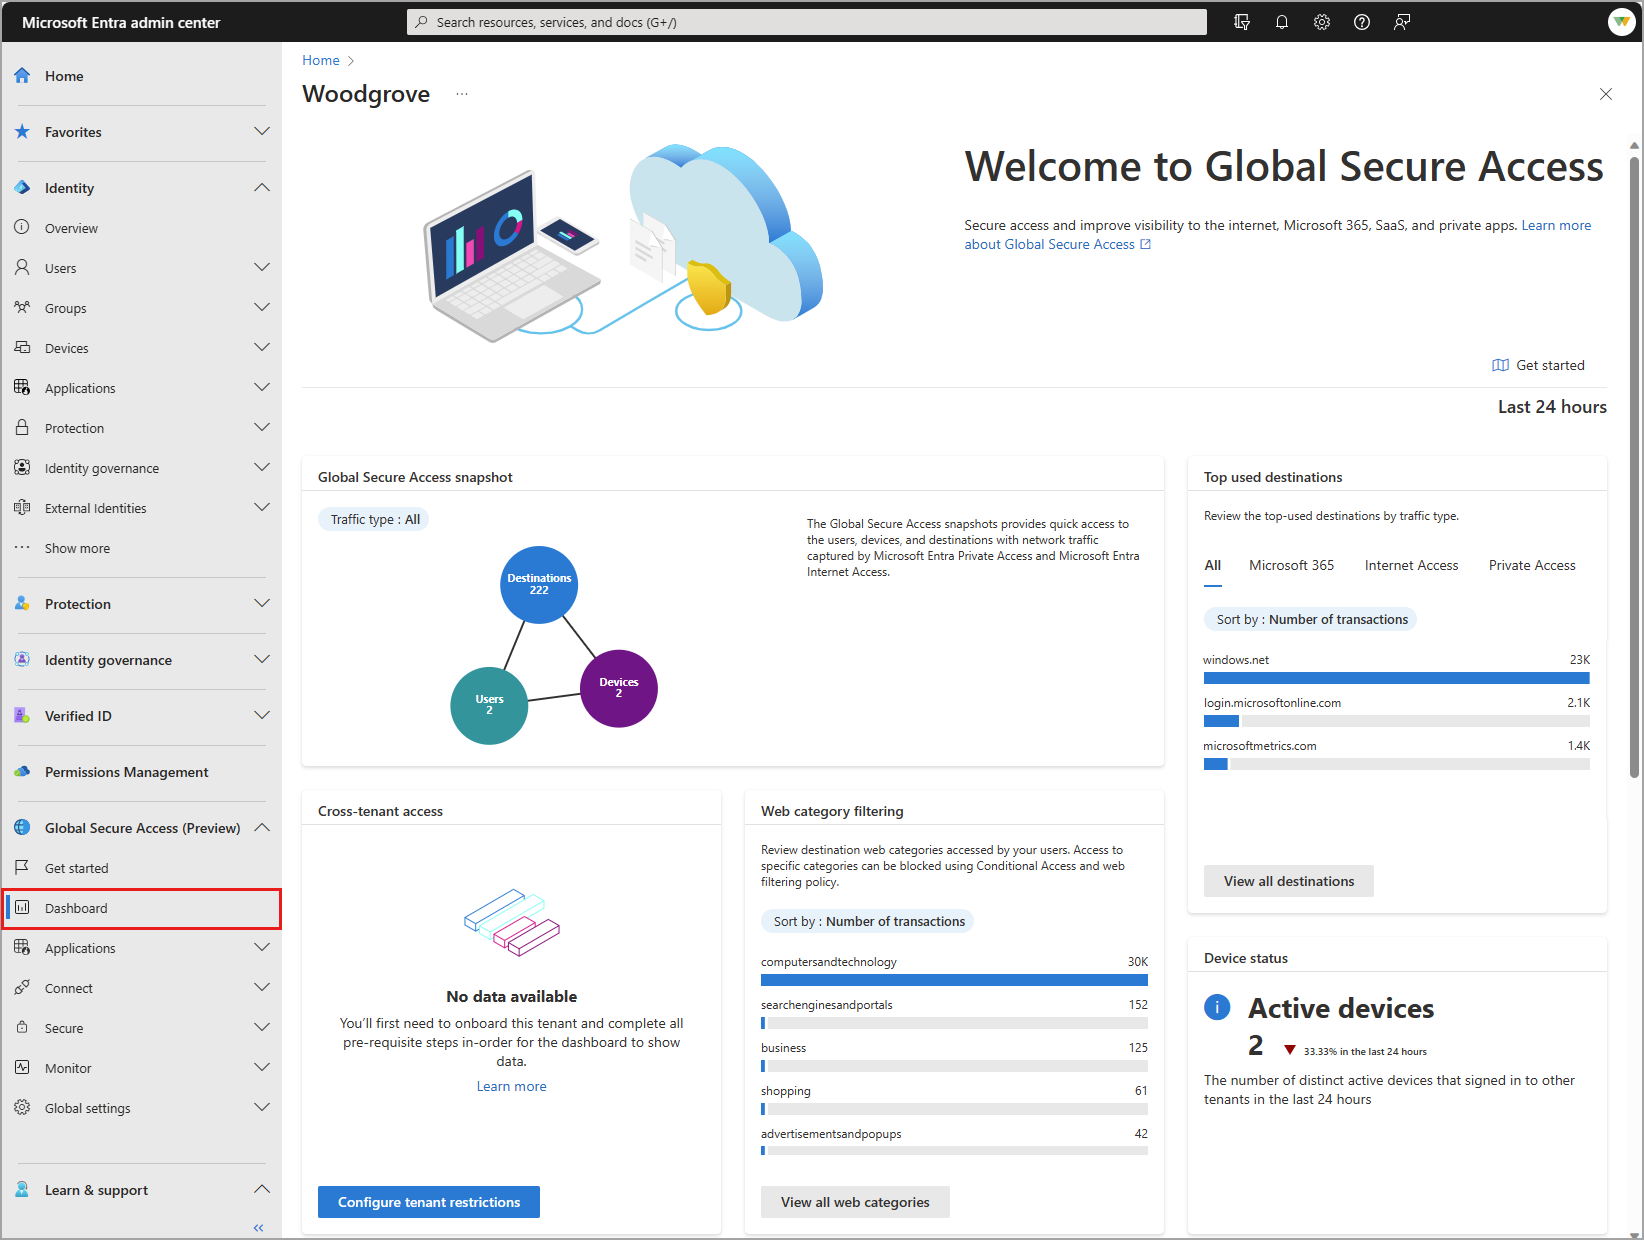 Microsoft Entra admin center
Search resources, services, and docs (G+/)
Home
Favorites
Identity
Overview
Users
Groups
Devices
Applications
Protection
Identity governance
External Identities
Show more
Protection
Identity governance
Verified ID
Permissions Management
Global Secure Access (Preview)
Get started
Dashboard
Applications
Connect
Secure
Monitor
Global settings
Learn & support
Home
Woodgrove
Welcome to Global Secure Access
Secure access and improve visibility to the internet, Microsoft 365, SaaS, and private apps. Learn more
about Global Secure Access
Get started
Last 24 hours
Global Secure Access snapshot
Traffic type : All
Destinations
222
Users
2
Devices
2
The Global Secure Access snapshots provides quick access to
the users, devices, and destinations with network traffic
captured by Microsoft Entra Private Access and Microsoft Entra
Internet Access.
Top used destinations
Review the top-used destinations by traffic type.
All Microsoft 365 Internet Access Private Access
Sort by : Number of transactions
windows.net 23K
login.microsoftonline.com 2.1K
microsoftmetrics.com 1.4K
View all destinations
Cross-tenant access
No data available
You'll first need to onboard this tenant and complete all
pre-requisite steps in-order for the dashboard to show
data.
Learn more
Configure tenant restrictions
Web category filtering
Review destination web categories accessed by your users. Access to
specific categories can be blocked using Conditional Access and web
filtering policy.
Sort by : Number of transactions
computersandtechnology 30K
searchenginesandportals 152
business 125
shopping 61
advertisementsandpopups 42
View all web categories
Device status
Active devices
2 33.33% in the last 24 hours
The number of distinct active devices that signed in to other
tenants in the last 24 hours